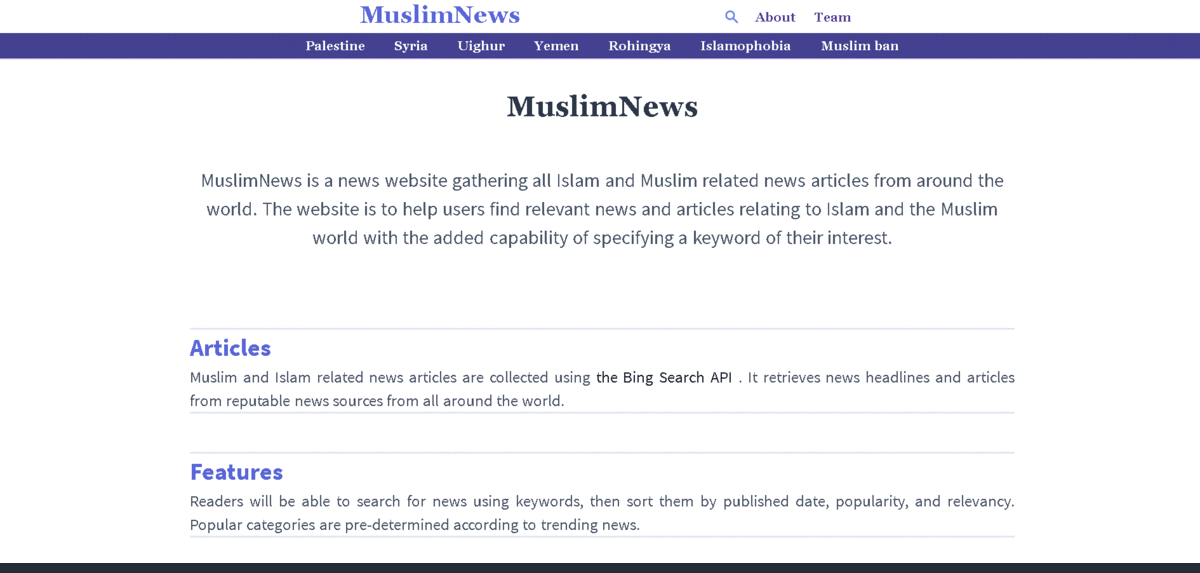 MuslimNews
About Team
Palestine Syria Uighur Yemen Rohingya Islamophobia Muslim ban
MuslimNews
MuslimNews is a news website gathering all Islam and Muslim related news articles from around the
world. The website is to help users find relevant news and articles relating to Islam and the Muslim
world with the added capability of specifying a keyword of their interest.
Articles
Muslim and Islam related news articles are collected using the Bing Search API . It retrieves news headlines and articles
from reputable news sources from all around the world.
Features
Readers will be able to search for news using keywords, then sort them by published date, popularity, and relevancy.
Popular categories are pre-determined according to trending news.